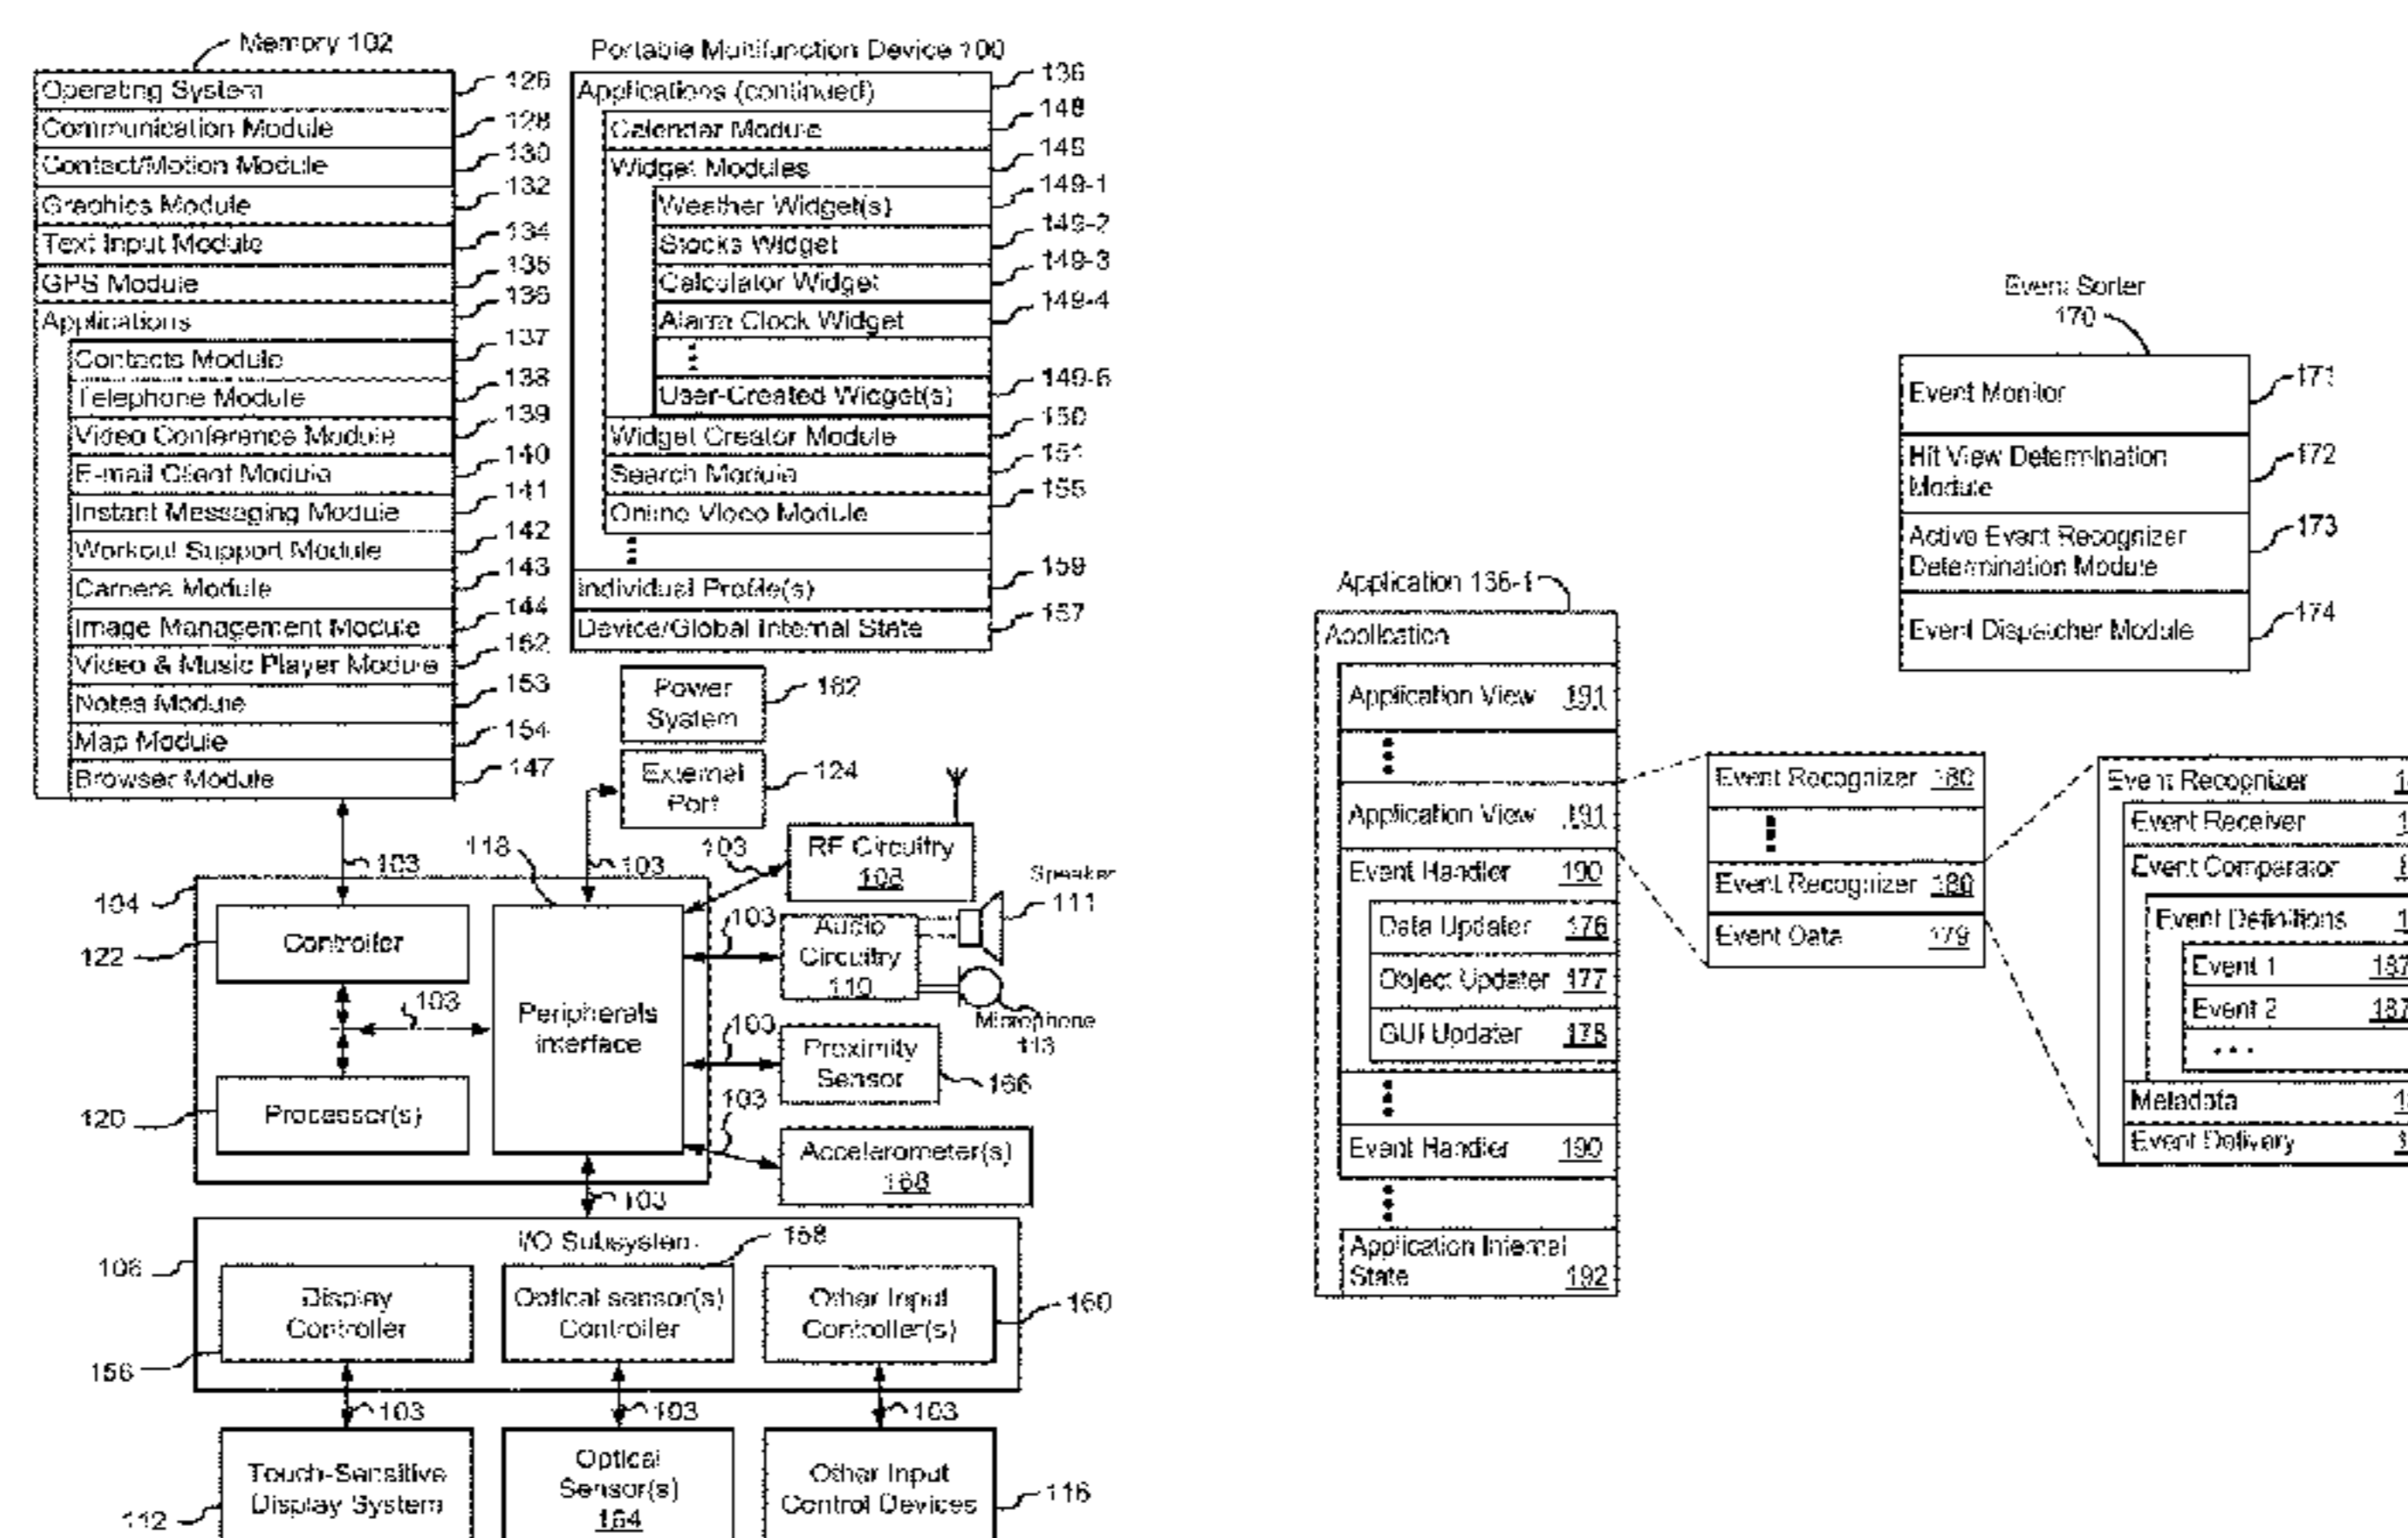 Memory 102
Operating System 126
Communication Module 128
Contact/Motion Module 130
Graphics Module 132
Text Input Module 134
GPS Module 135
Applications 136
Contacts Module 137
Telephone Module 138
Video Conference Module 139
E-mail Client Module 140
Instant Messaging Module 141
Workout Support Module 142
Camera Module 143
Image Management Module 144
Video & Music Player Module 152
Notes Module 153
Map Module 154
Browser Module 147
Portable Multifunction Device 100
Applications (continued) 136
Calendar Module 148
Widget Modules 149
Weather Widget(s) 149-1
Stocks Widget 149-2
Calculator Widget 149-3
Alarm Clock Widget 149-4
User-Created Widget(s) 149-6
Widget Creator Module 150
Search Module 151
Online Video Module 155
Individual Profile(s) 159
Device/Global Internal State 157
Power
System
162
External
Port
124
103
118
103
103
RF Circuitry
108
Speaker
111
104
122
Controller
103
Audio
Circuitry
110
Peripherals
Interface
103
Microphone
113
103
Proximity
Sensor
166
120
Processor(s)
103
Accelerometer(s)
168
103
I/O Subsystem
106
158
Display
Controller
156
Optical sensor(s)
Controller
Other Input
Controller(s)
160
103
103
103
Touch-Sensitive
Display System
112
Optical
Sensor(s)
164
Other Input
Control Devices
116
Application 136-1
Application
Application View 191
Application View 191
Event Handler 190
Data Updater 176
Object Updater 177
GUI Updater 178
Event Handler 190
Application Internal
State 192
Event Sorter
170
Event Monitor 171
Hit View Determination
Module
172
Active Event Recognizer
Determination Module
173
Event Dispatcher Module 174
Event Recognizer 180
Event Recognizer 180
Event Data 179
Event Recognizer
Event Receiver
Event Comparator
Event Definitions
Event 1 187
Event 2 187
Metadata
Event Delivery